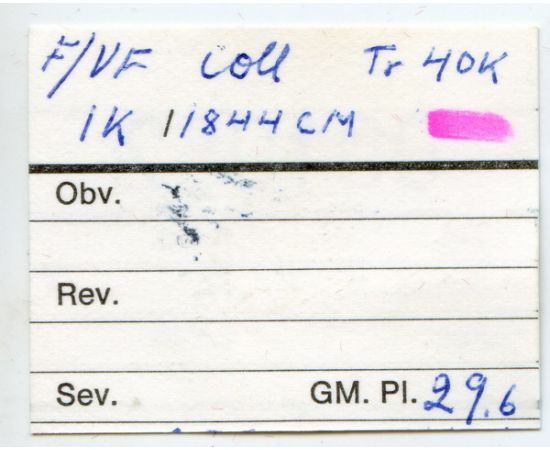 F/VF coll Tr 40K
1K 11844 CM
Obv.
Rev.
Sev. GM. Pl. 29.6